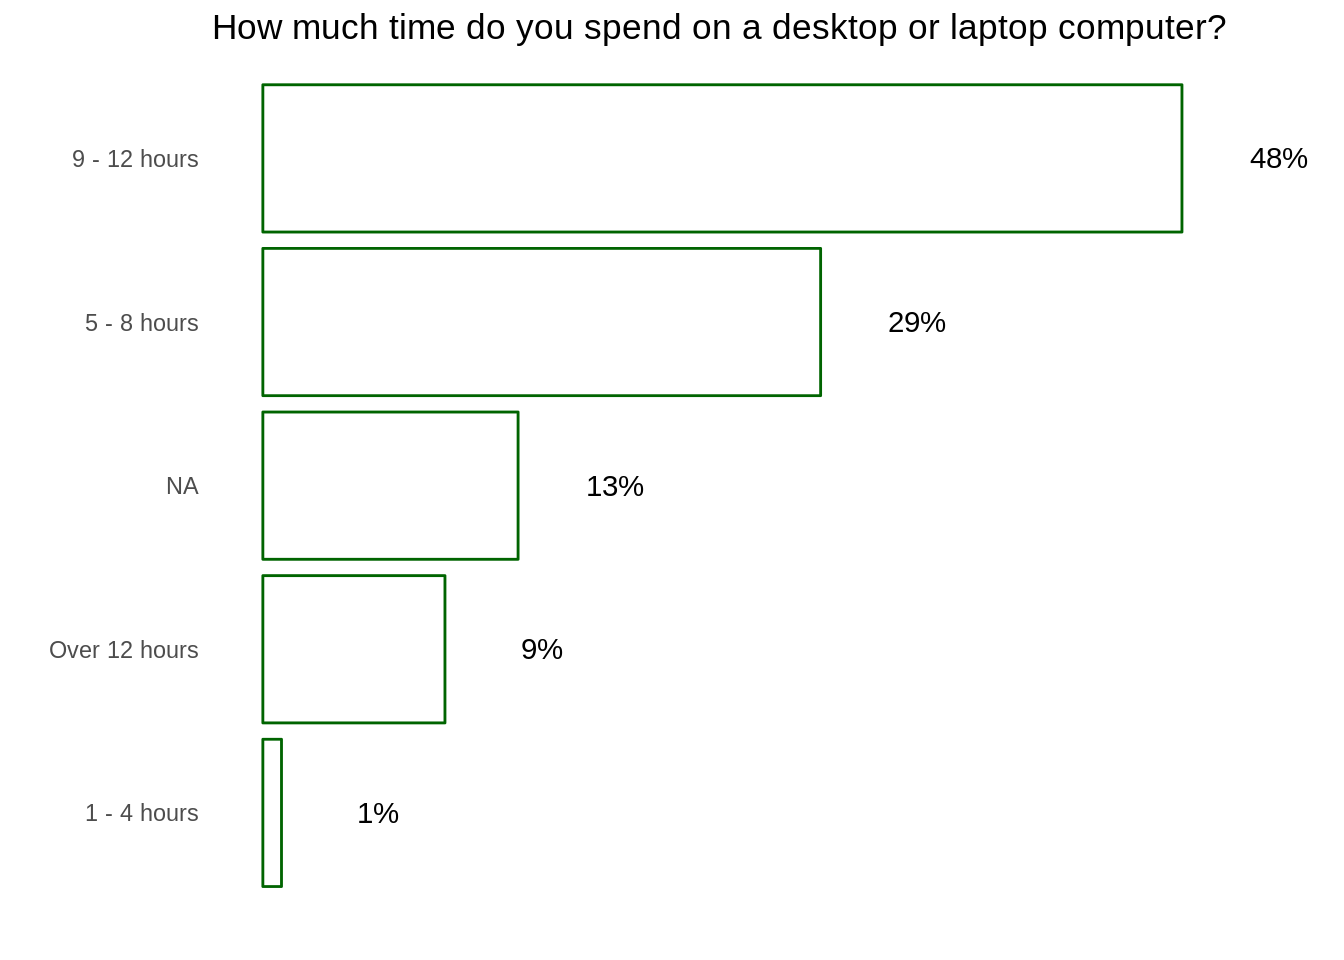 How much time do you spend on a desktop or laptop computer?
9 - 12 hours 48%
5 - 8 hours 29%
NA 13%
Over 12 hours 9%
1 - 4 hours 1%